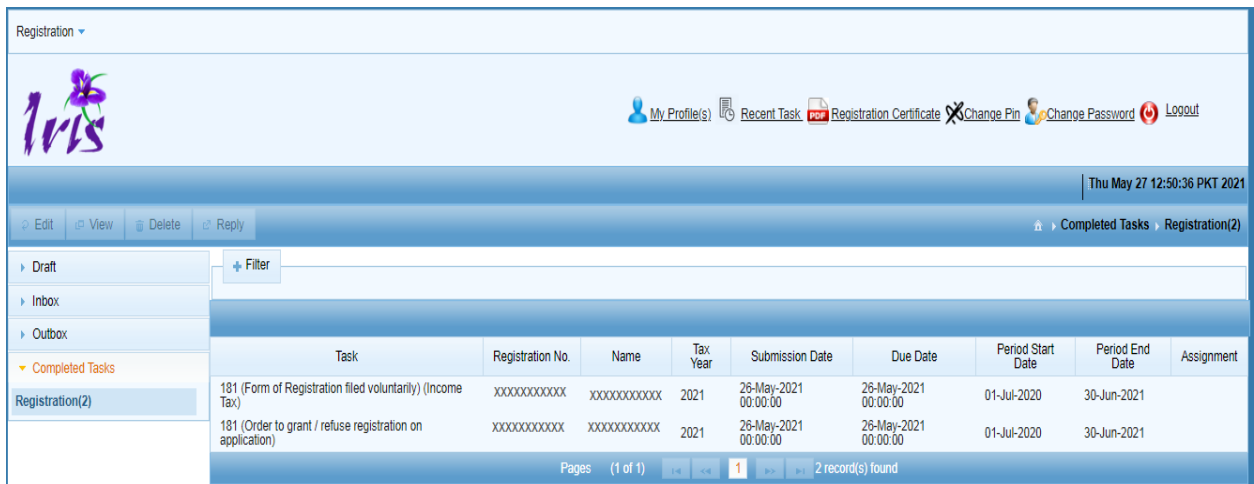 Registration
Iris
My Profile(s) Recent Task PDF Registration Certificate Change Pin Change Password Logout
Thu May 27 12:50:36 PKT 2021
Edit View Delete Reply Completed Tasks Registration(2)
Draft
Filter
Inbox
Outbox
Completed Tasks
Registration(2)
Task Registration No. Name Tax Year Submission Date Due Date Period Start Date Period End Date Assignment
181 (Form of Registration filed voluntarily) (Income Tax) XXXXXXXXXXX XXXXXXXXXXX 2021 26-May-2021 00:00:00 26-May-2021 00:00:00 01-Jul-2020 30-Jun-2021
181 (Order to grant / refuse registration on application) XXXXXXXXXXX XXXXXXXXXXX 2021 26-May-2021 00:00:00 26-May-2021 00:00:00 01-Jul-2020 30-Jun-2021
Pages (1 of 1) 1 2 record(s) found